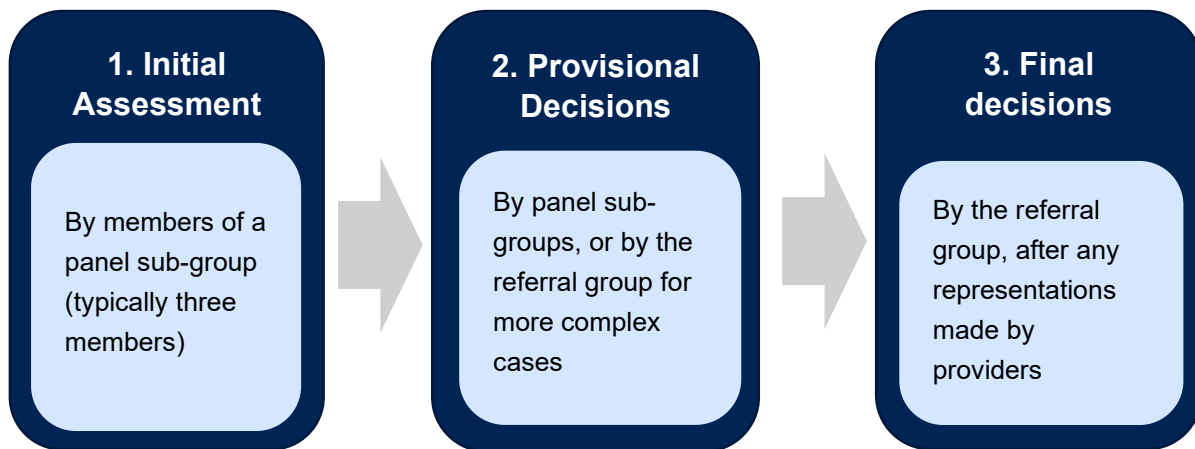 1. Initial
Assessment
By members of a
panel sub-group
(typically three
members)
2. Provisional
Decisions
By panel sub-
groups, or by the
referral group for
more complex
cases
3. Final
decisions
By the referral
group, after any
representations
made by
providers